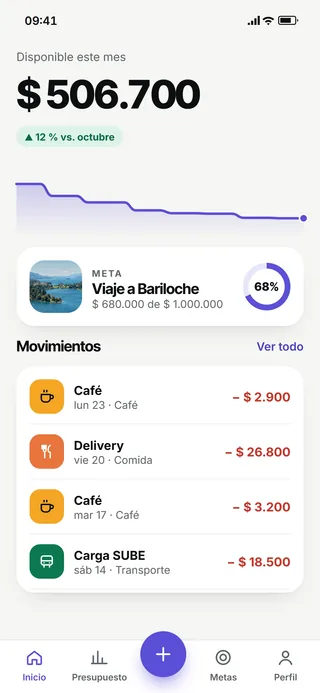 09:41
Disponible este mes
$ 506.700
▲ 12 % vs. octubre
META
Viaje a Bariloche
$ 680.000 de $ 1.000.000
68%
Movimientos
Ver todo
Café
lun 23 · Café
− $ 2.900
Delivery
vie 20 · Comida
− $ 26.800
Café
mar 17 · Café
− $ 3.200
Carga SUBE
sáb 14 · Transporte
− $ 18.500
Inicio
Presupuesto
Metas
Perfil